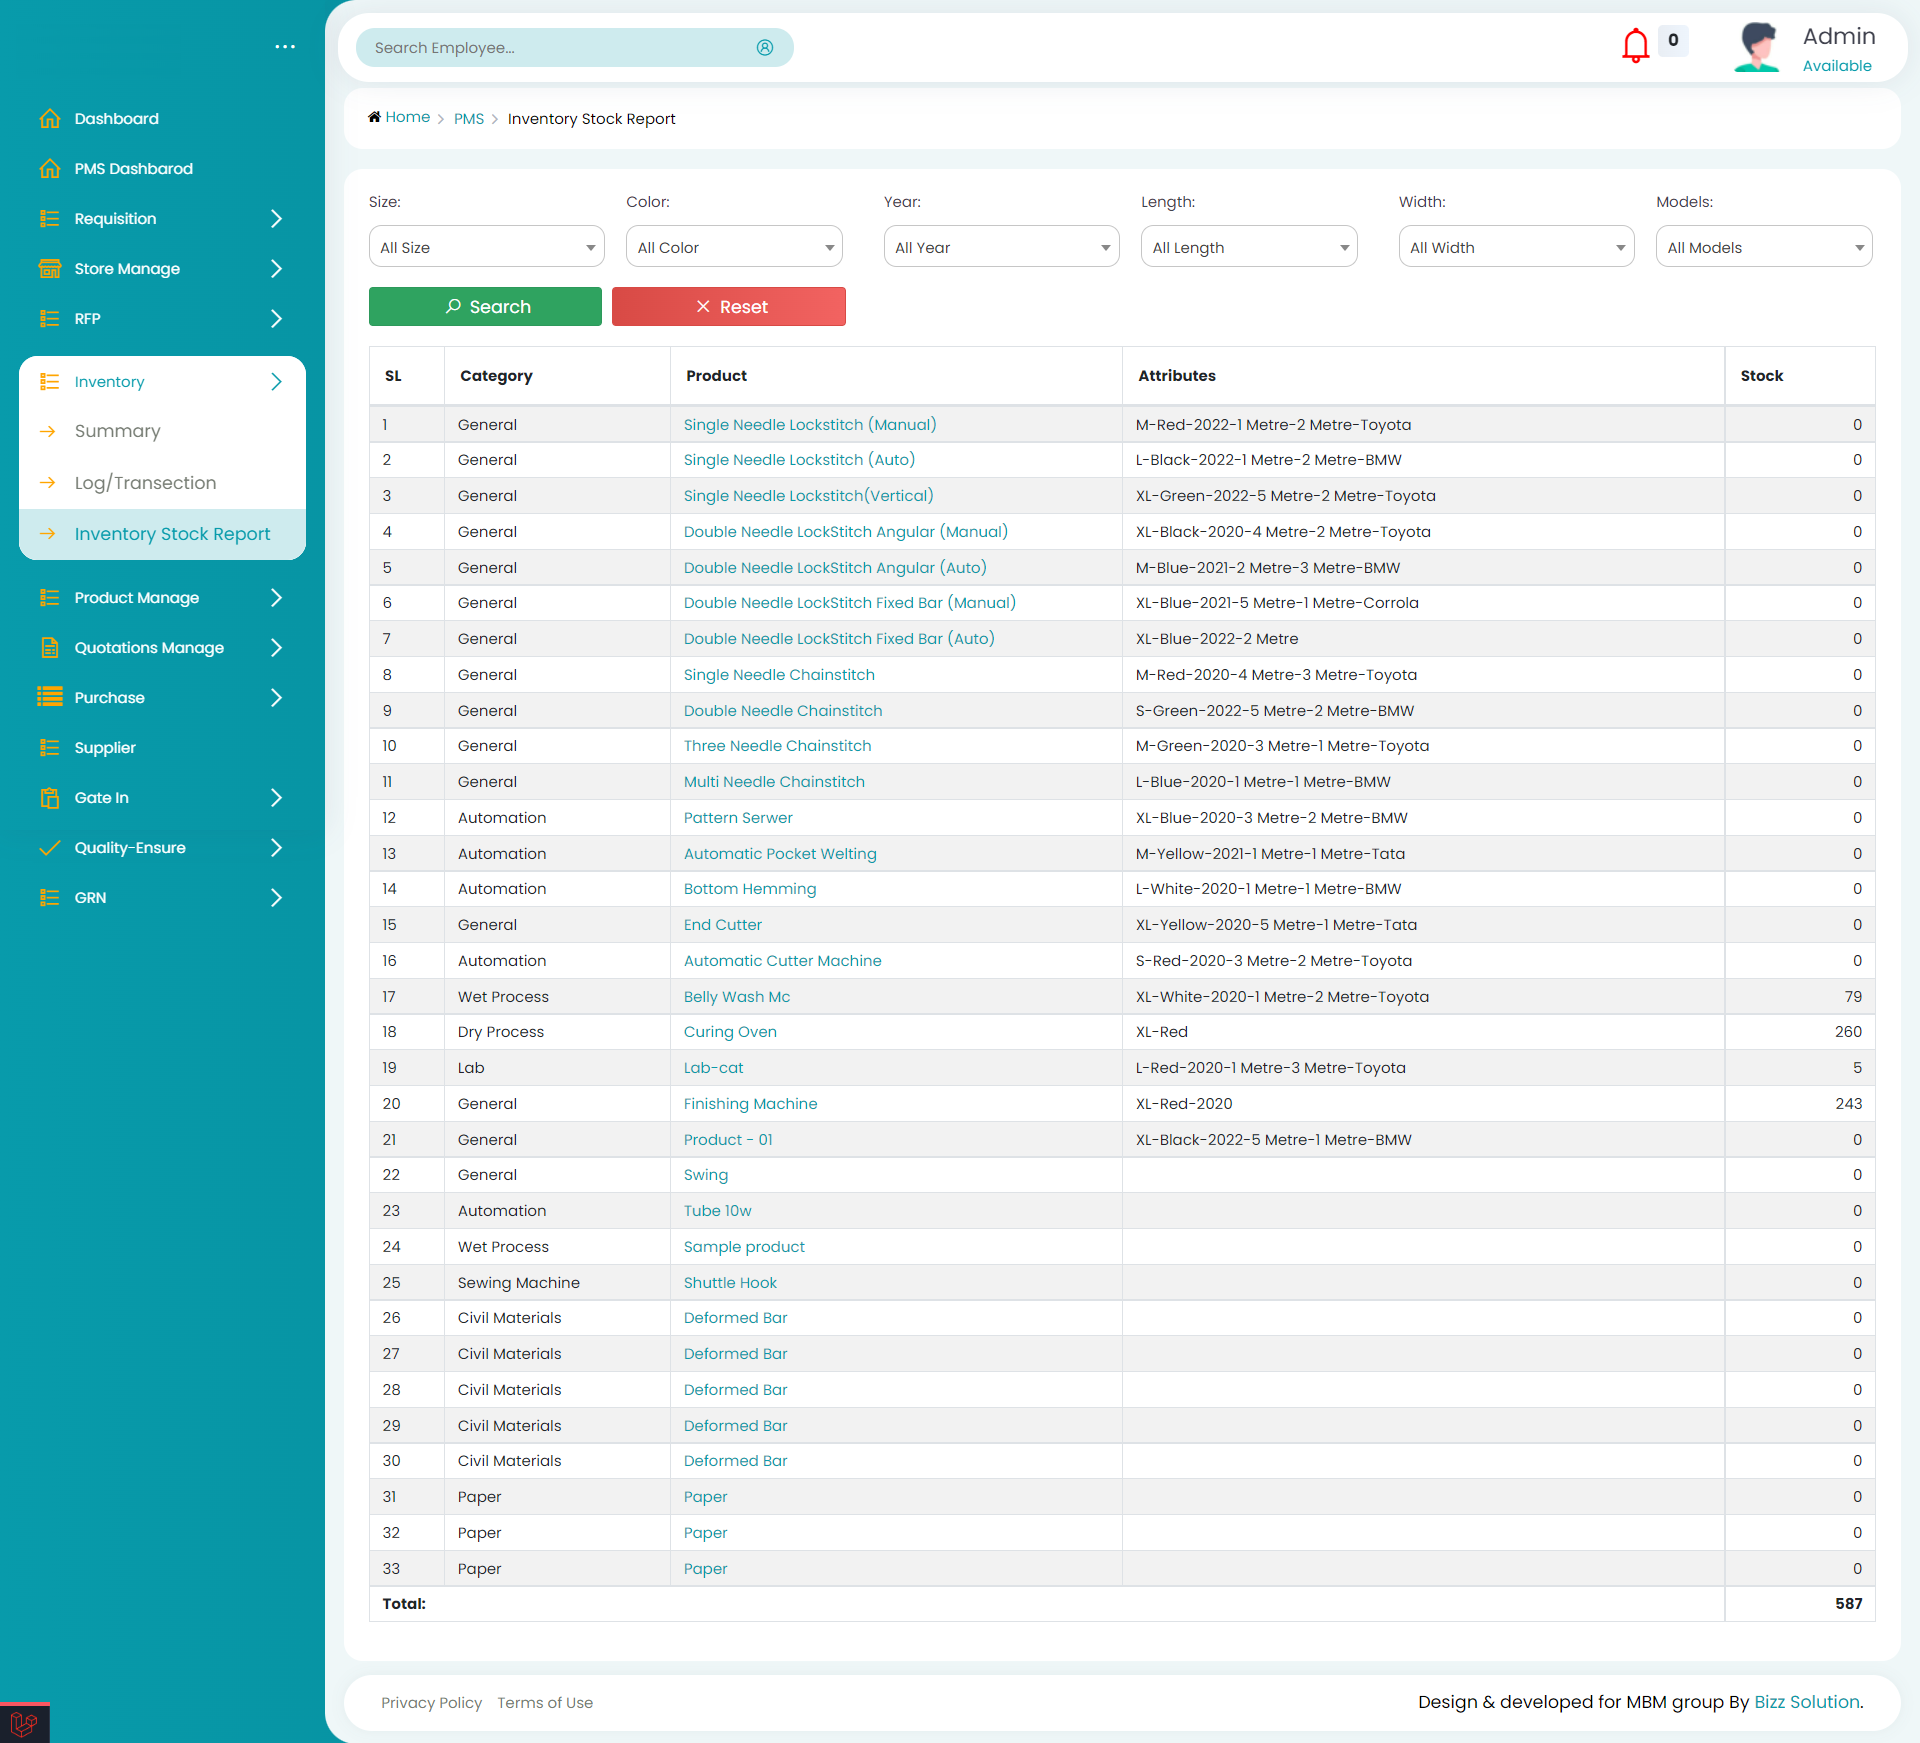 Search Employee...
0
Admin
Available
Dashboard
PMS Dashbarod
Requisition
Store Manage
RFP
Inventory
Summary
Log/Transection
Inventory Stock Report
Product Manage
Quotations Manage
Purchase
Supplier
Gate In
Quality-Ensure
GRN
Home PMS Inventory Stock Report
Size: Color: Year: Length: Width: Models:
All Size All Color All Year All Length All Width All Models
Search Reset
SL Category Product Attributes Stock
1 General Single Needle Lockstitch (Manual) M-Red-2022-1 Metre-2 Metre-Toyota 0
2 General Single Needle Lockstitch (Auto) L-Black-2022-1 Metre-2 Metre-BMW 0
3 General Single Needle Lockstitch(Vertical) XL-Green-2022-5 Metre-2 Metre-Toyota 0
4 General Double Needle LockStitch Angular (Manual) XL-Black-2020-4 Metre-2 Metre-Toyota 0
5 General Double Needle LockStitch Angular (Auto) M-Blue-2021-2 Metre-3 Metre-BMW 0
6 General Double Needle LockStitch Fixed Bar (Manual) XL-Blue-2021-5 Metre-1 Metre-Corrola 0
7 General Double Needle LockStitch Fixed Bar (Auto) XL-Blue-2022-2 Metre 0
8 General Single Needle Chainstitch M-Red-2020-4 Metre-3 Metre-Toyota 0
9 General Double Needle Chainstitch S-Green-2022-5 Metre-2 Metre-BMW 0
10 General Three Needle Chainstitch M-Green-2020-3 Metre-1 Metre-Toyota 0
11 General Multi Needle Chainstitch L-Blue-2020-1 Metre-1 Metre-BMW 0
12 Automation Pattern Serwer XL-Blue-2020-3 Metre-2 Metre-BMW 0
13 Automation Automatic Pocket Welting M-Yellow-2021-1 Metre-1 Metre-Tata 0
14 Automation Bottom Hemming L-White-2020-1 Metre-1 Metre-BMW 0
15 General End Cutter XL-Yellow-2020-5 Metre-1 Metre-Tata 0
16 Automation Automatic Cutter Machine S-Red-2020-3 Metre-2 Metre-Toyota 0
17 Wet Process Belly Wash Mc XL-White-2020-1 Metre-2 Metre-Toyota 79
18 Dry Process Curing Oven XL-Red 260
19 Lab Lab-cat L-Red-2020-1 Metre-3 Metre-Toyota 5
20 General Finishing Machine XL-Red-2020 243
21 General Product - 01 XL-Black-2022-5 Metre-1 Metre-BMW 0
22 General Swing 0
23 Automation Tube 10w 0
24 Wet Process Sample product 0
25 Sewing Machine Shuttle Hook 0
26 Civil Materials Deformed Bar 0
27 Civil Materials Deformed Bar 0
28 Civil Materials Deformed Bar 0
29 Civil Materials Deformed Bar 0
30 Civil Materials Deformed Bar 0
31 Paper Paper 0
32 Paper Paper 0
33 Paper Paper 0
Total: 587
Privacy Policy Terms of Use
Design & developed for MBM group By Bizz Solution.